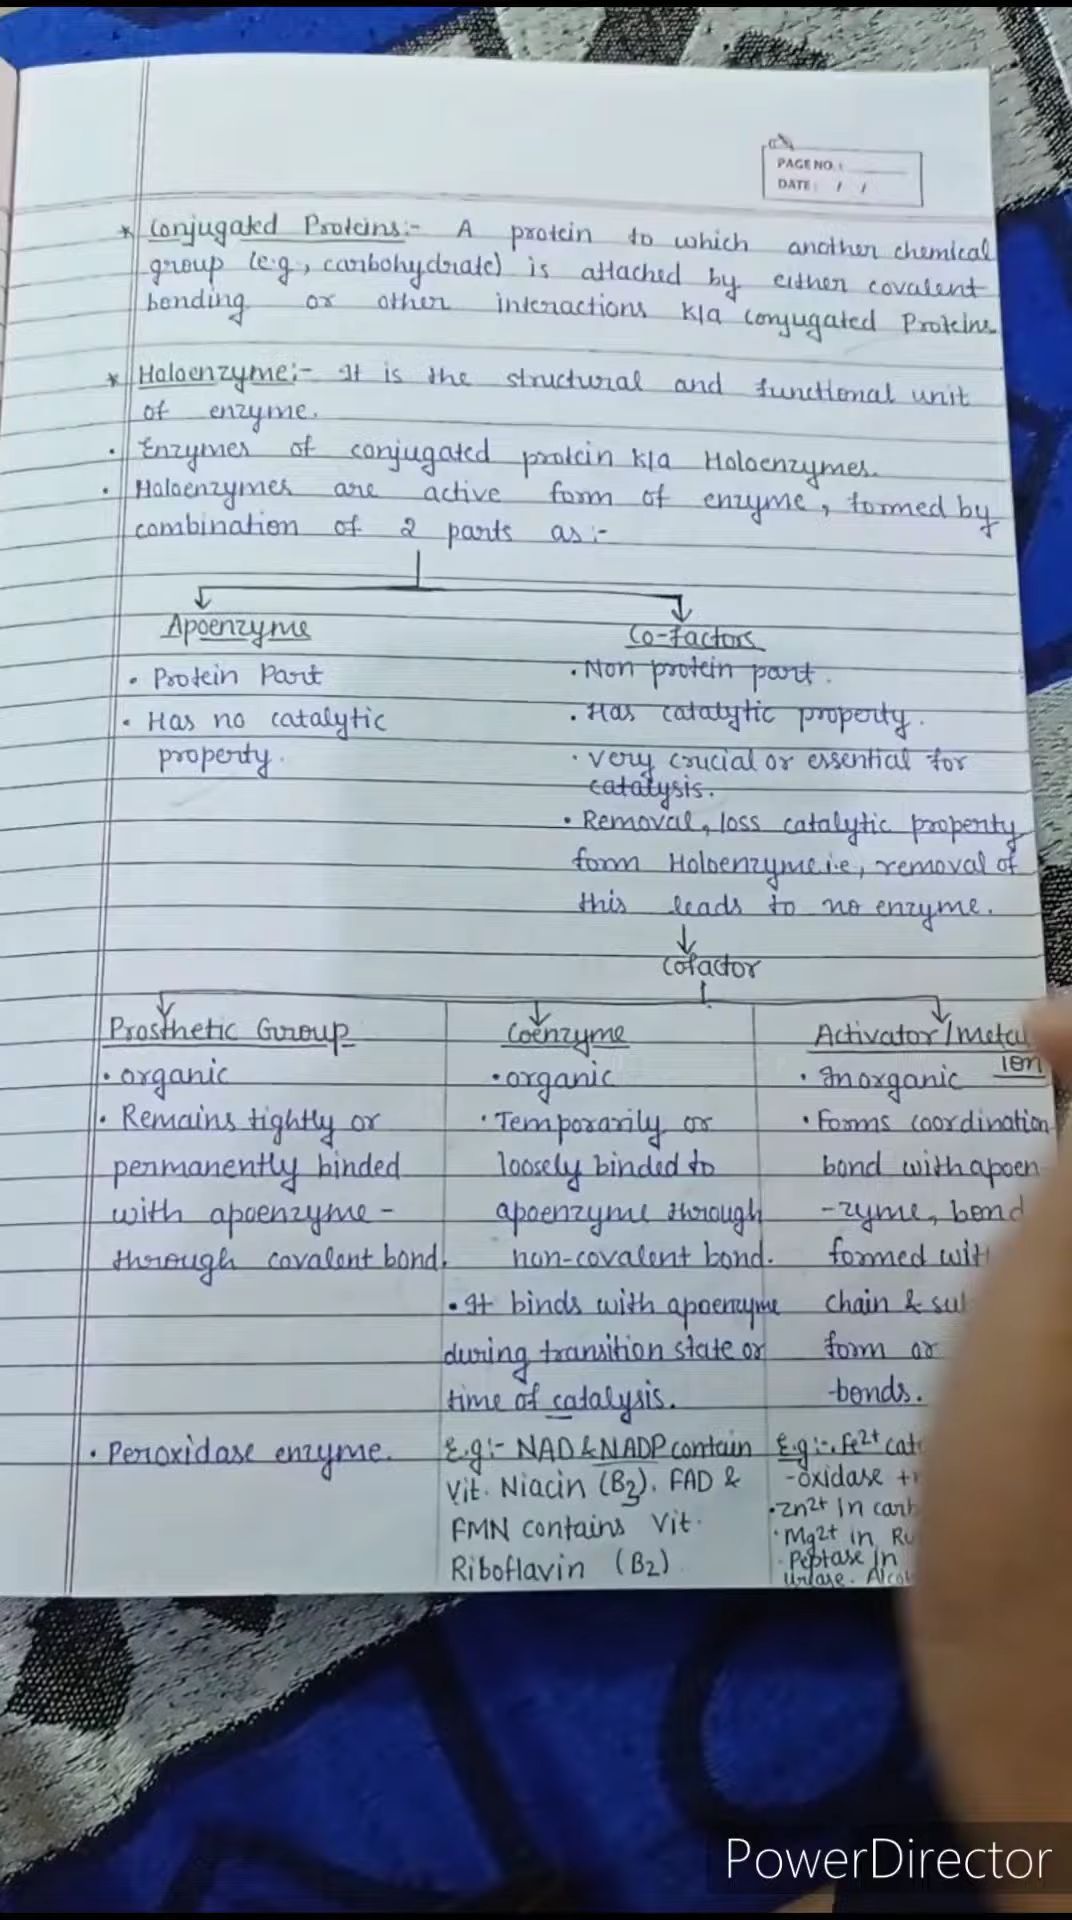 PAGE NO.:
DATE: / /
* Conjugated Proteins:- A protein to which another chemical
group (e.g, carbohydrate) is attached by either covalent
bonding or other interactions k/a conjugated Proteins
* Holoenzyme:- It is the structural and functional unit
of enzyme.
• Enzymes of conjugated protein k/a Holoenzymes.
• Holoenzymes are active form of enzyme, formed by
combination of 2 parts as:-
Apoenzyme
• Protein Part
• Has no catalytic
property.
Co-factors
• Non protein part.
• Has catalytic property.
• very crucial or essential for
catalysis.
• Removal, loss catalytic property
form Holoenzyme i.e, removal of
this leads to no enzyme.
Cofactor
Prosthetic Group
• organic
• Remains tightly or
permanently binded
with apoenzyme -
through covalent bond.
• Peroxidase enzyme.
Coenzyme
• organic
• Temporarily or
loosely binded to
apoenzyme through
non-covalent bond.
• It binds with apoenzyme
during transition state or
time of catalysis.
E.g:- NAD & NADP contain
Vit. Niacin (B3). FAD &
FMN contains Vit.
Riboflavin (B2)
Activator/Metal
ion
• Inorganic
• Forms coordination
bond with apoen
-zyme, bond
formed
chain &
form or
-bonds.
E.g:-. Fe2+
-oxidase
• Zn2+ in
• Mg2+ in
• Peptase in
PowerDirector